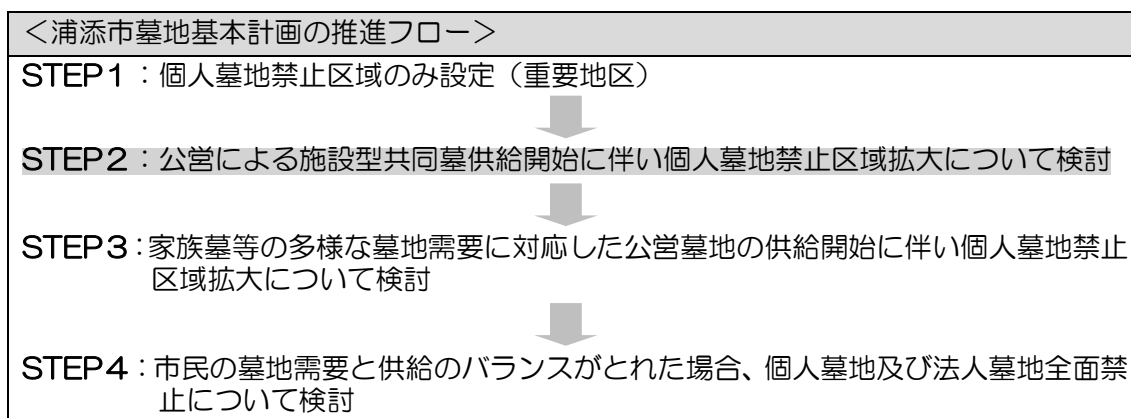 ＜浦添市墓地基本計画の推進フロー＞
STEP1：個人墓地禁止区域のみ設定（重要地区）
STEP2：公営による施設型共同墓供給開始に伴い個人墓地禁止区域拡大について検討
STEP3：家族墓等の多様な墓地需要に対応した公営墓地の供給開始に伴い個人墓地禁止
区域拡大について検討
STEP4：市民の墓地需要と供給のバランスがとれた場合、個人墓地及び法人墓地全面禁
止について検討